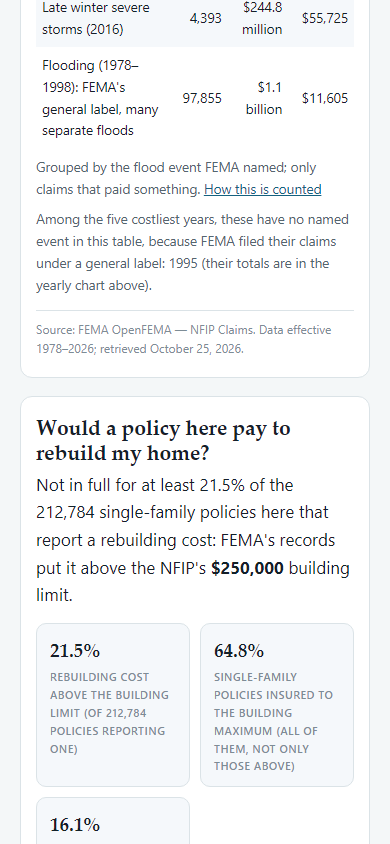 Late winter severe
storms (2016)
4,393
$244.8
million
$55,725
Flooding (1978–
1998): FEMA's
general label, many
separate floods
97,855
$1.1
billion
$11,605
Grouped by the flood event FEMA named; only
claims that paid something. How this is counted
Among the five costliest years, these have no named
event in this table, because FEMA filed their claims
under a general label: 1995 (their totals are in the
yearly chart above).
Source: FEMA OpenFEMA — NFIP Claims. Data effective
1978–2026; retrieved October 25, 2026.
Would a policy here pay to
rebuild my home?
Not in full for at least 21.5% of the
212,784 single-family policies here that
report a rebuilding cost: FEMA's records
put it above the NFIP's $250,000 building
limit.
21.5%
REBUILDING COST
ABOVE THE BUILDING
LIMIT (OF 212,784
POLICIES REPORTING
ONE)
64.8%
SINGLE-FAMILY
POLICIES INSURED TO
THE BUILDING
MAXIMUM (ALL OF
THEM, NOT ONLY
THOSE ABOVE)
16.1%